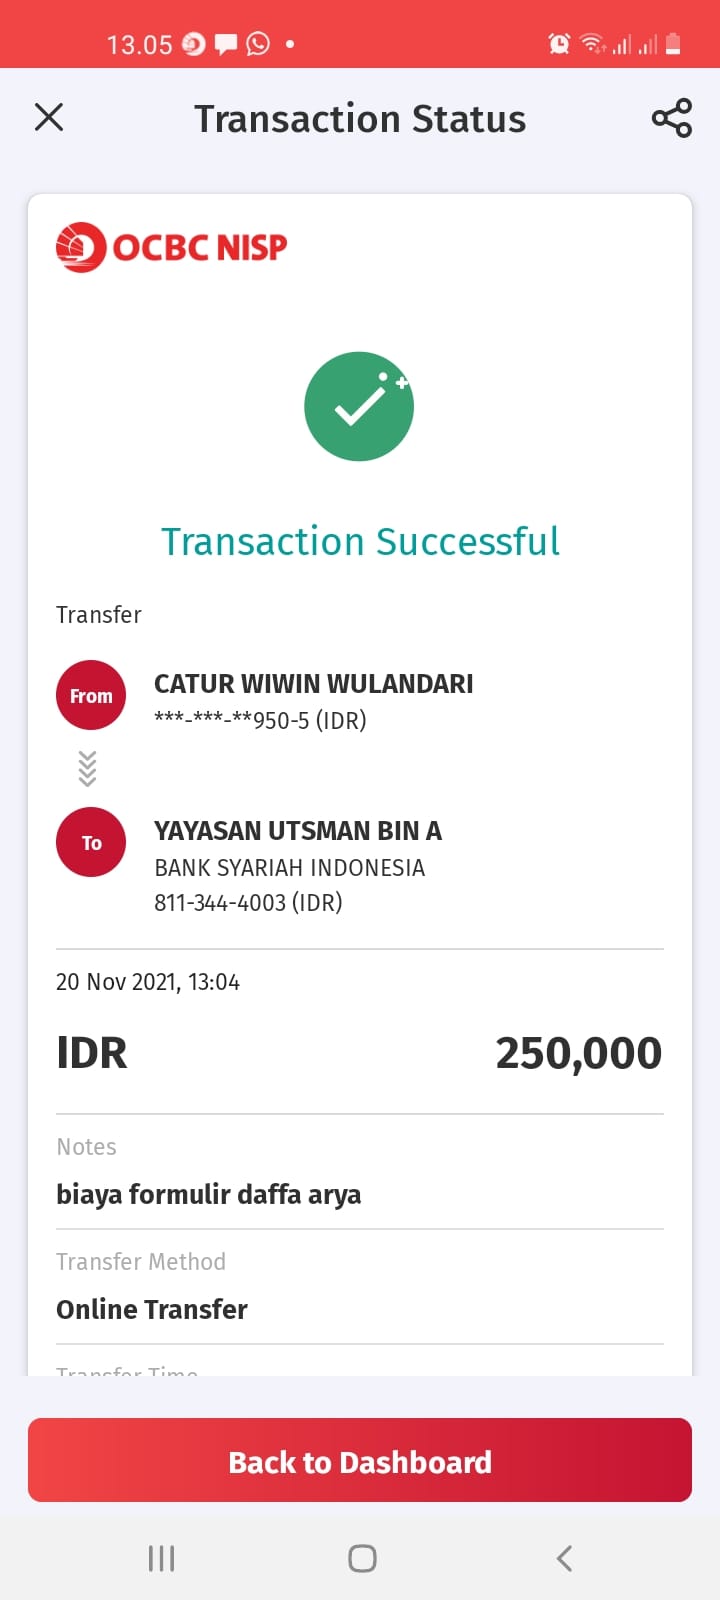 13.05
Transaction Status
OCBC NISP
Transaction Successful
Transfer
From
CATUR WIWIN WULANDARI
***-***-**950-5 (IDR)
To
YAYASAN UTSMAN BIN A
BANK SYARIAH INDONESIA
811-344-4003 (IDR)
20 Nov 2021, 13:04
IDR 250,000
Notes
biaya formulir daffa arya
Transfer Method
Online Transfer
Transfer Time
Back to Dashboard